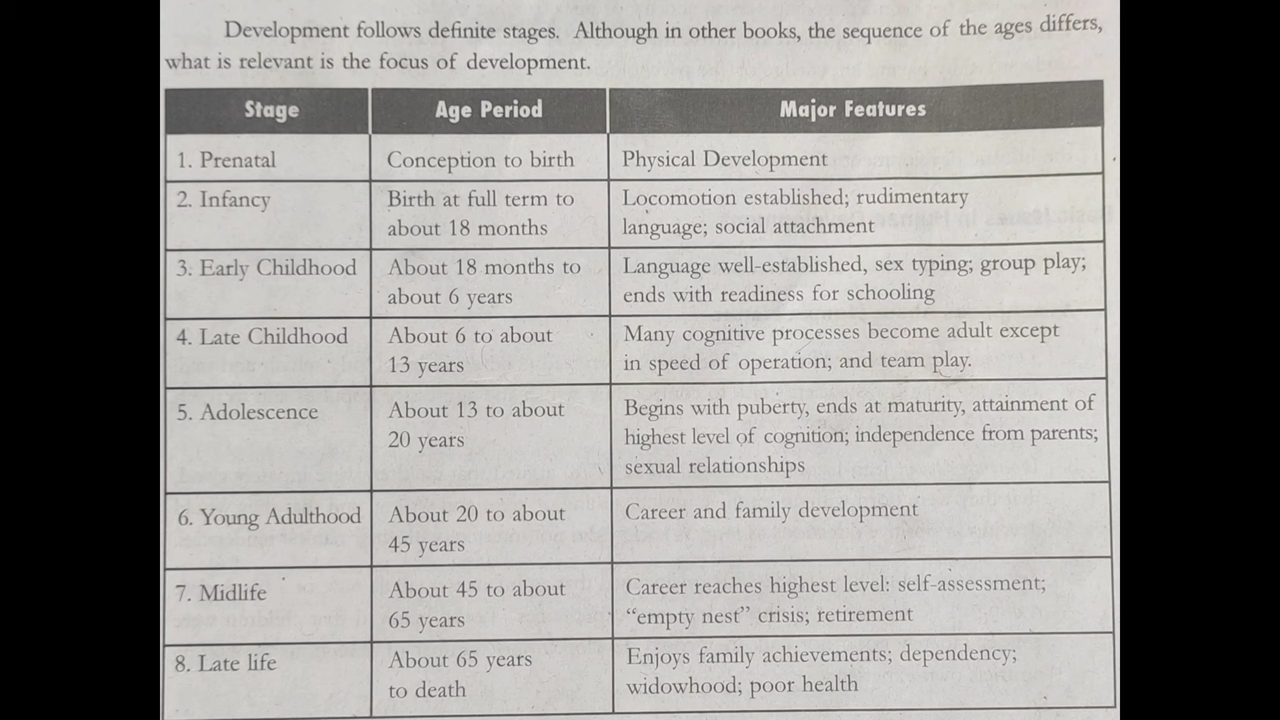 Development follows definite stages. Although in other books, the sequence of the ages differs,
what is relevant is the focus of development.
Stage Age Period Major Features
1. Prenatal Conception to birth Physical Development
2. Infancy Birth at full term to Locomotion established; rudimentary
about 18 months language; social attachment
3. Early Childhood About 18 months to Language well-established, sex typing; group play;
about 6 years ends with readiness for schooling
4. Late Childhood About 6 to about Many cognitive processes become adult except
13 years in speed of operation; and team play.
5. Adolescence About 13 to about Begins with puberty, ends at maturity, attainment of
20 years highest level of cognition; independence from parents;
sexual relationships
6. Young Adulthood About 20 to about Career and family development
45 years
7. Midlife About 45 to about Career reaches highest level: self-assessment;
65 years “empty nest” crisis; retirement
8. Late life About 65 years Enjoys family achievements; dependency;
to death widowhood; poor health